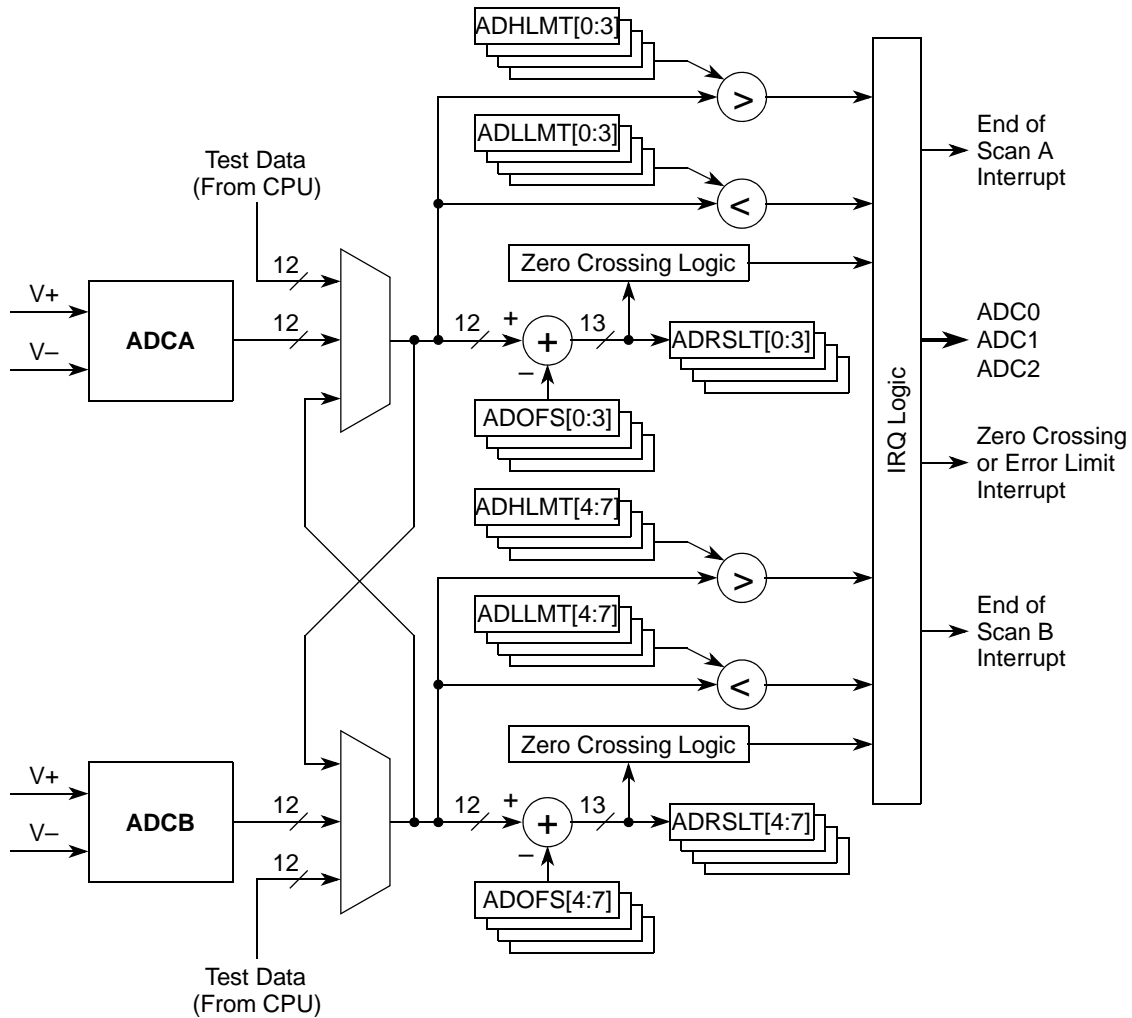 ADHLMT[0:3]
>
ADLLMT[0:3]
<
Test Data
(From CPU)
12
Zero Crossing Logic
V+
V–
ADCA
12
12
+
+
–
13
ADRSLT[0:3]
ADOFS[0:3]
IRQ Logic
End of
Scan A
Interrupt
ADC0
ADC1
ADC2
Zero Crossing
or Error Limit
Interrupt
End of
Scan B
Interrupt
ADHLMT[4:7]
>
ADLLMT[4:7]
<
Zero Crossing Logic
V+
V–
ADCB
12
12
12
+
+
–
13
ADRSLT[4:7]
ADOFS[4:7]
Test Data
(From CPU)